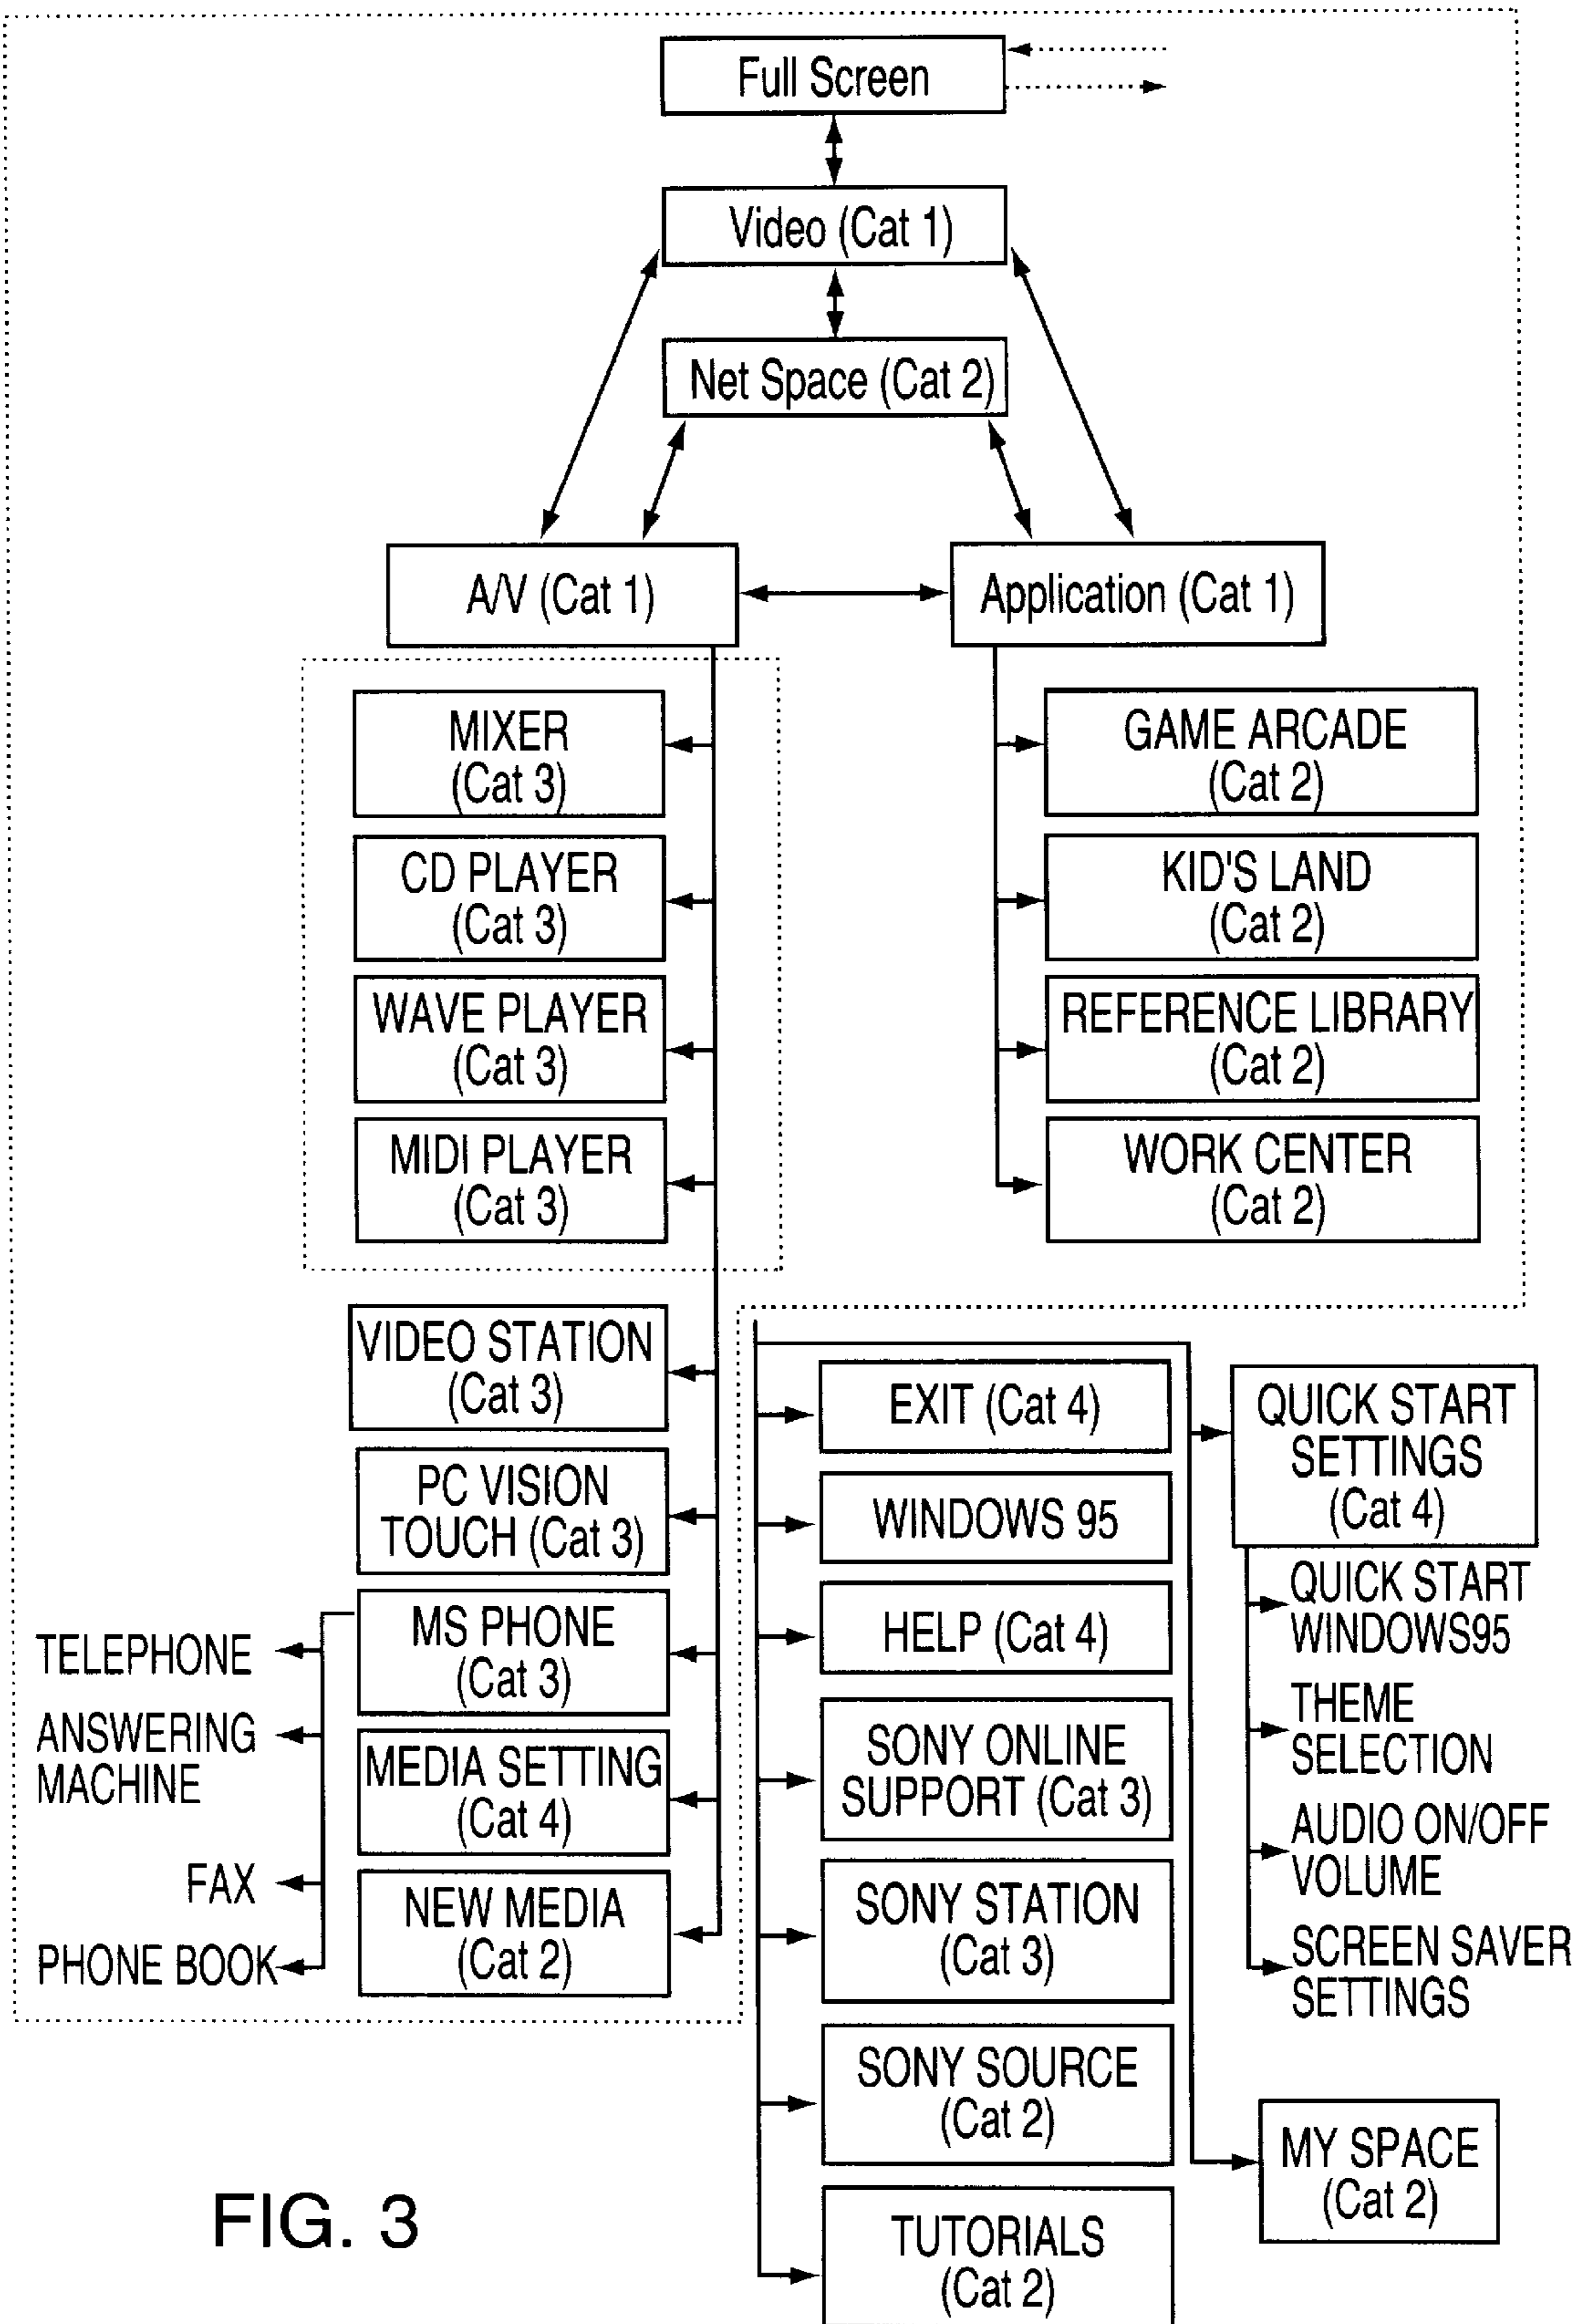 Full Screen
Video (Cat 1)
Net Space (Cat 2)
A/V (Cat 1)
Application (Cat 1)
MIXER
(Cat 3)
CD PLAYER
(Cat 3)
WAVE PLAYER
(Cat 3)
MIDI PLAYER
(Cat 3)
GAME ARCADE
(Cat 2)
KID'S LAND
(Cat 2)
REFERENCE LIBRARY
(Cat 2)
WORK CENTER
(Cat 2)
VIDEO STATION
(Cat 3)
PC VISION
TOUCH (Cat 3)
MS PHONE
(Cat 3)
TELEPHONE
ANSWERING
MACHINE
FAX
PHONE BOOK
MEDIA SETTING
(Cat 4)
NEW MEDIA
(Cat 2)
EXIT (Cat 4)
WINDOWS 95
HELP (Cat 4)
SONY ONLINE
SUPPORT (Cat 3)
SONY STATION
(Cat 3)
SONY SOURCE
(Cat 2)
TUTORIALS
(Cat 2)
QUICK START
SETTINGS
(Cat 4)
QUICK START
WINDOWS95
THEME
SELECTION
AUDIO ON/OFF
VOLUME
SCREEN SAVER
SETTINGS
MY SPACE
(Cat 2)
FIG. 3